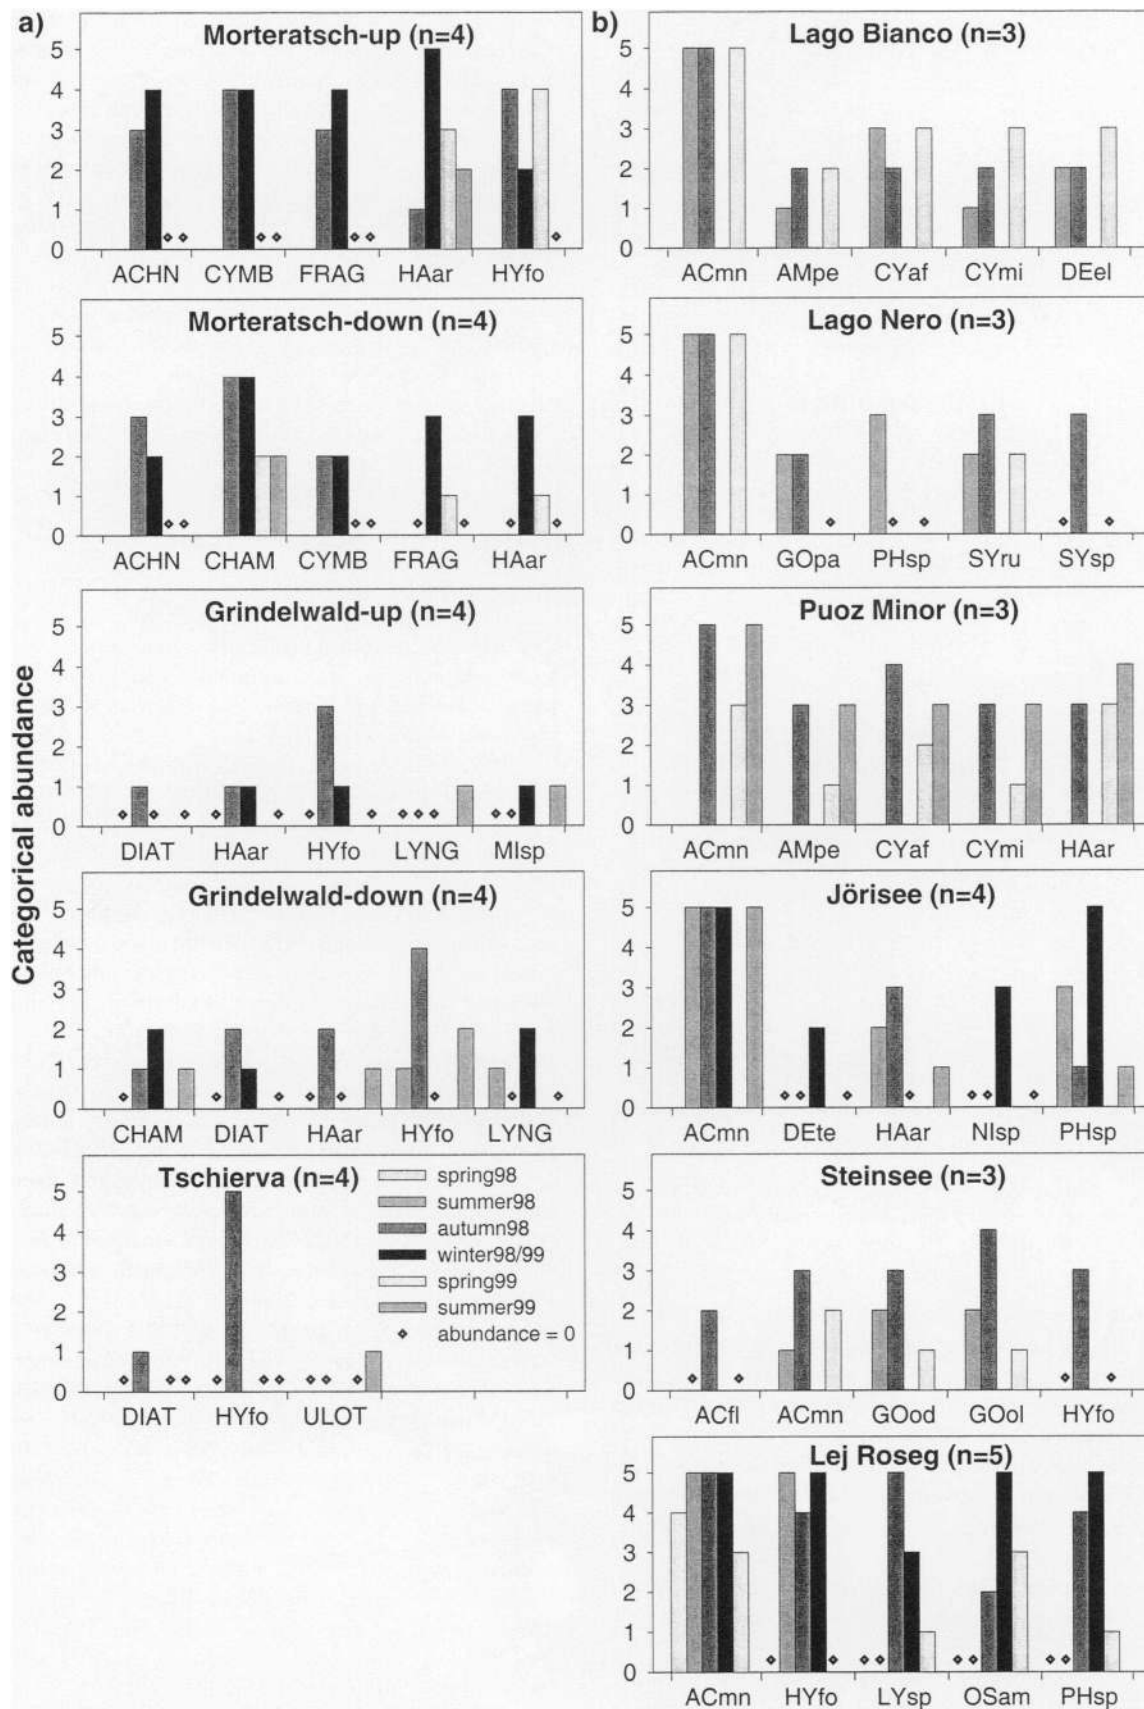 a)
Categorical abundance
Morteratsch-up (n=4)
5
4
3
2
1
0
ACHN CYMB FRAG HAar HYfo
Morteratsch-down (n=4)
5
4
3
2
1
0
ACHN CHAM CYMB FRAG HAar
Grindelwald-up (n=4)
5
4
3
2
1
0
DIAT HAar HYfo LYNG MIsp
Grindelwald-down (n=4)
5
4
3
2
1
0
CHAM DIAT HAar HYfo LYNG
Tschierva (n=4)
5
4
3
2
1
0
DIAT HYfo ULOT
spring98
summer98
autumn98
winter98/99
spring99
summer99
abundance = 0
b)
Lago Bianco (n=3)
5
4
3
2
1
0
ACmn AMpe CYaf CYmi DEel
Lago Nero (n=3)
5
4
3
2
1
0
ACmn GOpa PHsp SYru SYsp
Puoz Minor (n=3)
5
4
3
2
1
0
ACmn AMpe CYaf CYmi HAar
Jörisee (n=4)
5
4
3
2
1
0
ACmn DEte HAar NIsp PHsp
Steinsee (n=3)
5
4
3
2
1
0
ACfl ACmn GOod GOol HYfo
Lej Roseg (n=5)
5
4
3
2
1
0
ACmn HYfo LYsp OSam PHsp